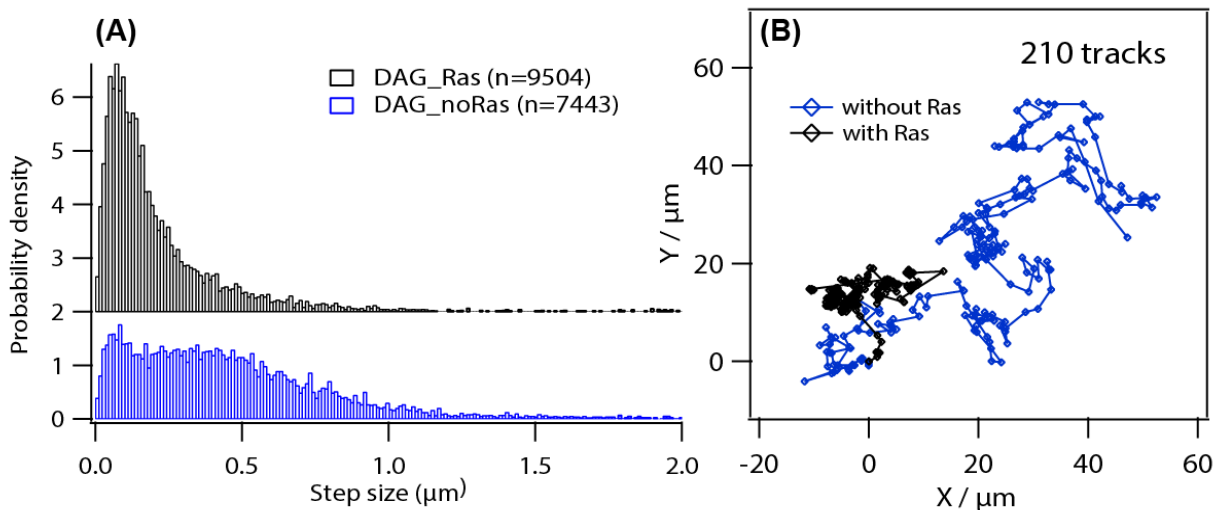 (A)
DAG_Ras (n=9504)
DAG_noRas (n=7443)
Probability density
6
5
4
3
2
1
0
0.0 0.5 1.0 1.5 2.0
Step size (μm)
(B)
210 tracks
without Ras
with Ras
Y / μm
60
40
20
0
-20 0 20 40 60
X / μm